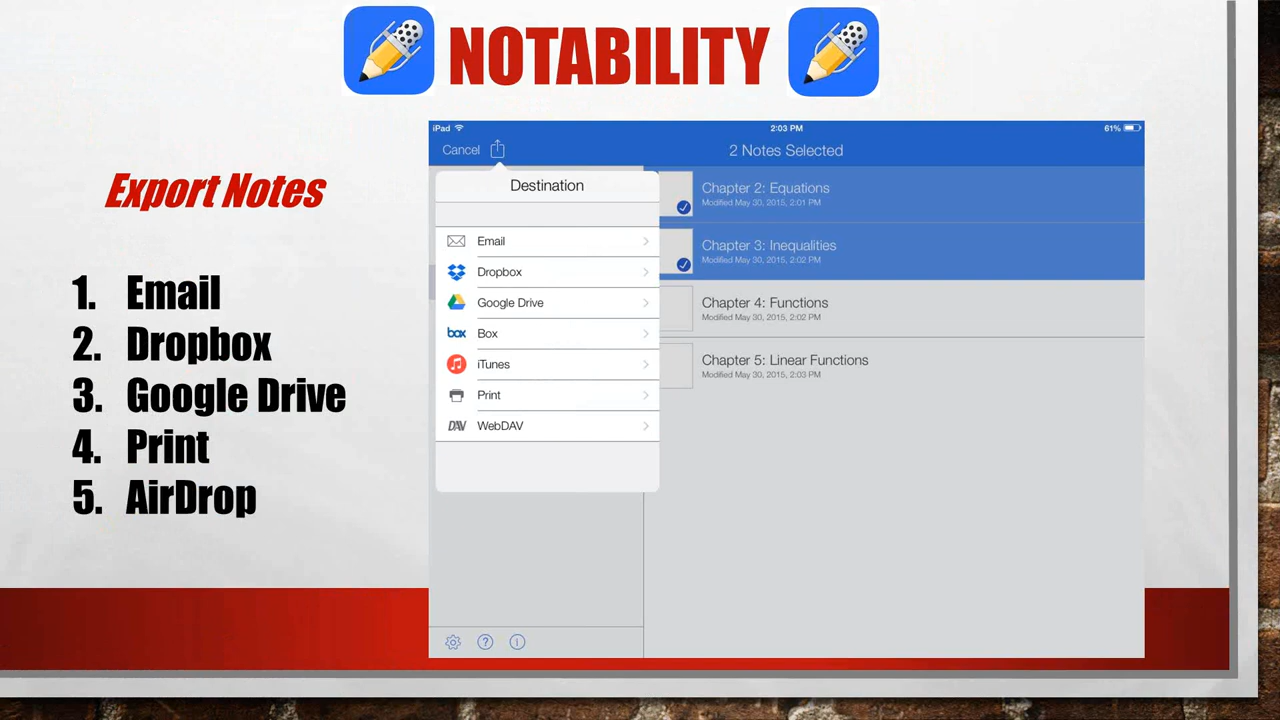 NOTABILITY
Export Notes
1. Email
2. Dropbox
3. Google Drive
4. Print
5. AirDrop
iPad 2:03 PM 61%
Cancel 2 Notes Selected
Destination
Email
Dropbox
Google Drive
box Box
iTunes
Print
DAV WebDAV
Chapter 2: Equations
Modified May 30, 2015, 2:01 PM
Chapter 3: Inequalities
Modified May 30, 2015, 2:02 PM
Chapter 4: Functions
Modified May 30, 2015, 2:02 PM
Chapter 5: Linear Functions
Modified May 30, 2015, 2:03 PM